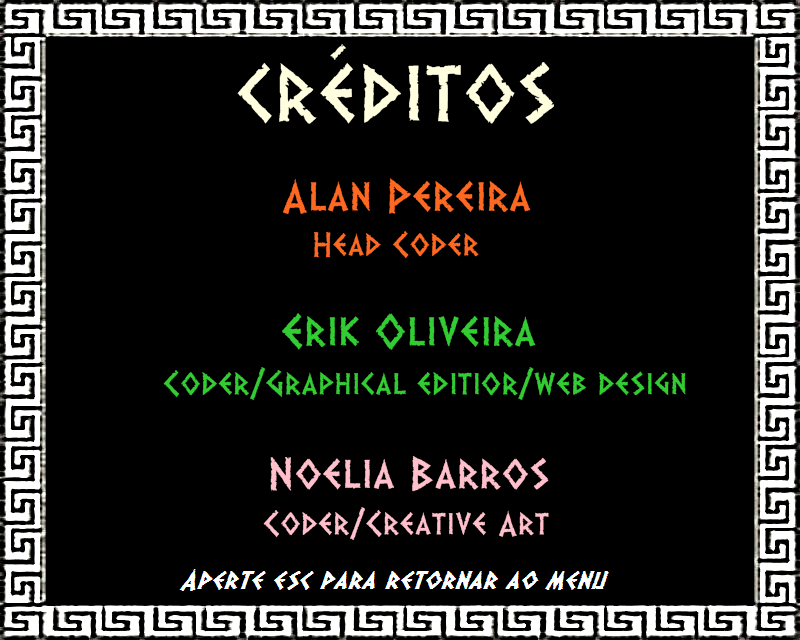 Créditos
Alan Pereira
Head Coder
Erik Oliveira
Coder/Graphical editior/web design
Noelia Barros
Coder/Creative Art
Aperte esc para retornar ao menu